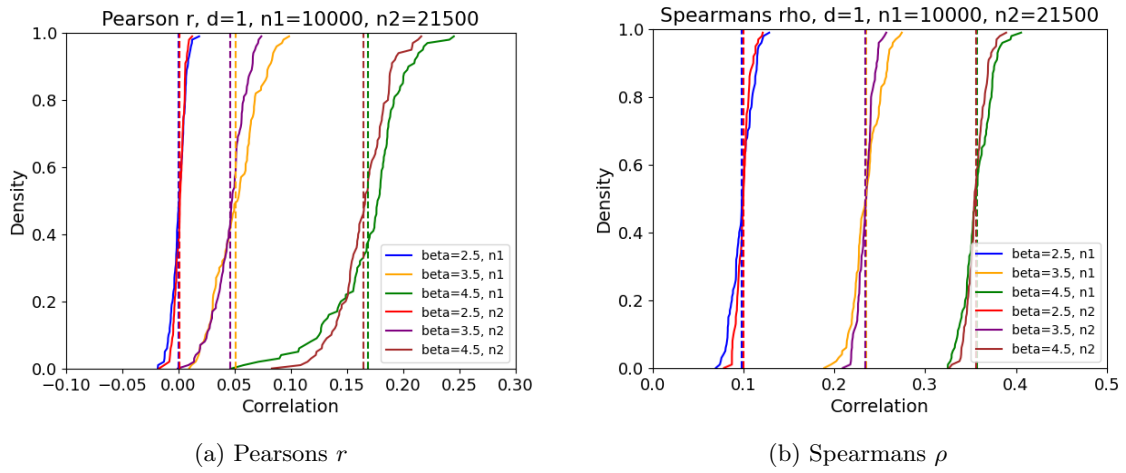 Pearson r, d=1, n1=10000, n2=21500
1.0
0.8
0.6
0.4
0.2
0.0
Density
beta=2.5, n1
beta=3.5, n1
beta=4.5, n1
beta=2.5, n2
beta=3.5, n2
beta=4.5, n2
−0.10 −0.05 0.00 0.05 0.10 0.15 0.20 0.25 0.30
Correlation
(a) Pearsons r
Spearmans rho, d=1, n1=10000, n2=21500
1.0
0.8
0.6
0.4
0.2
0.0
Density
beta=2.5, n1
beta=3.5, n1
beta=4.5, n1
beta=2.5, n2
beta=3.5, n2
beta=4.5, n2
0.0 0.1 0.2 0.3 0.4 0.5
Correlation
(b) Spearmans ρ